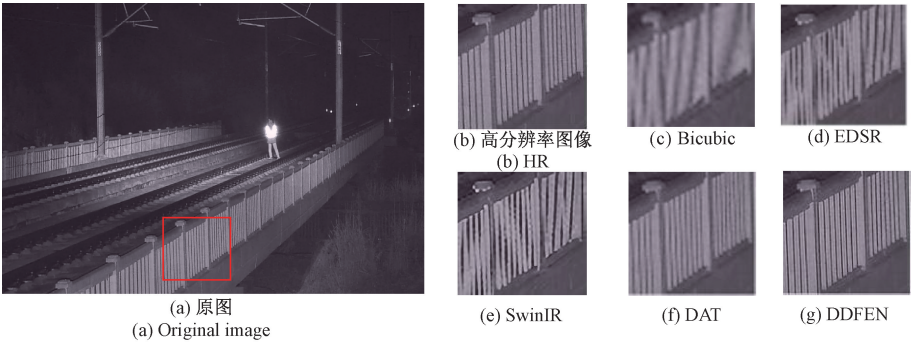 (a) 原图
(a) Original image
(b) 高分辨率图像
(b) HR
(c) Bicubic
(d) EDSR
(e) SwinIR
(f) DAT
(g) DDFEN